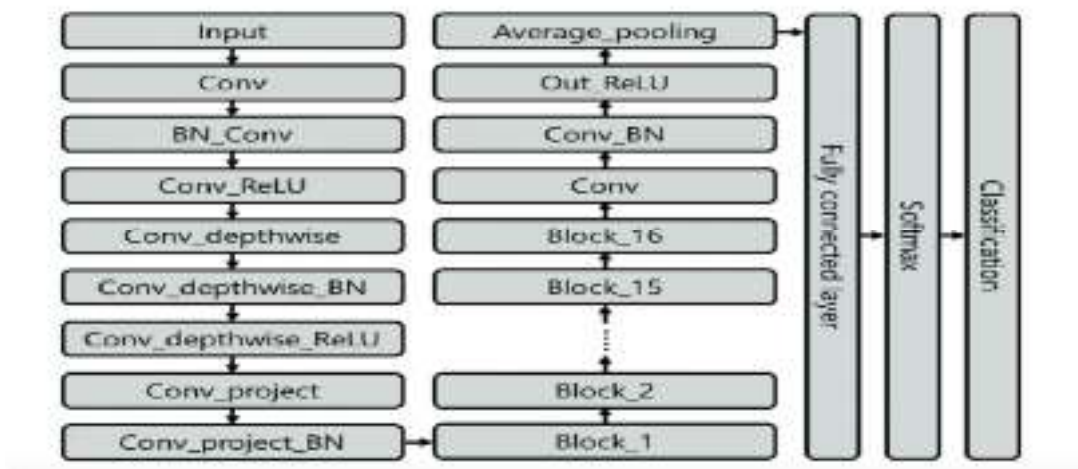 Input
Conv
BN_Conv
Conv_ReLU
Conv_depthwise
Conv_depthwise_BN
Conv_depthwise_ReLU
Conv_project
Conv_project_BN
Average_pooling
Out_ReLU
Conv_BN
Conv
Block_16
Block_15
Block_2
Block_1
Fully connected layer
Softmax
Classification